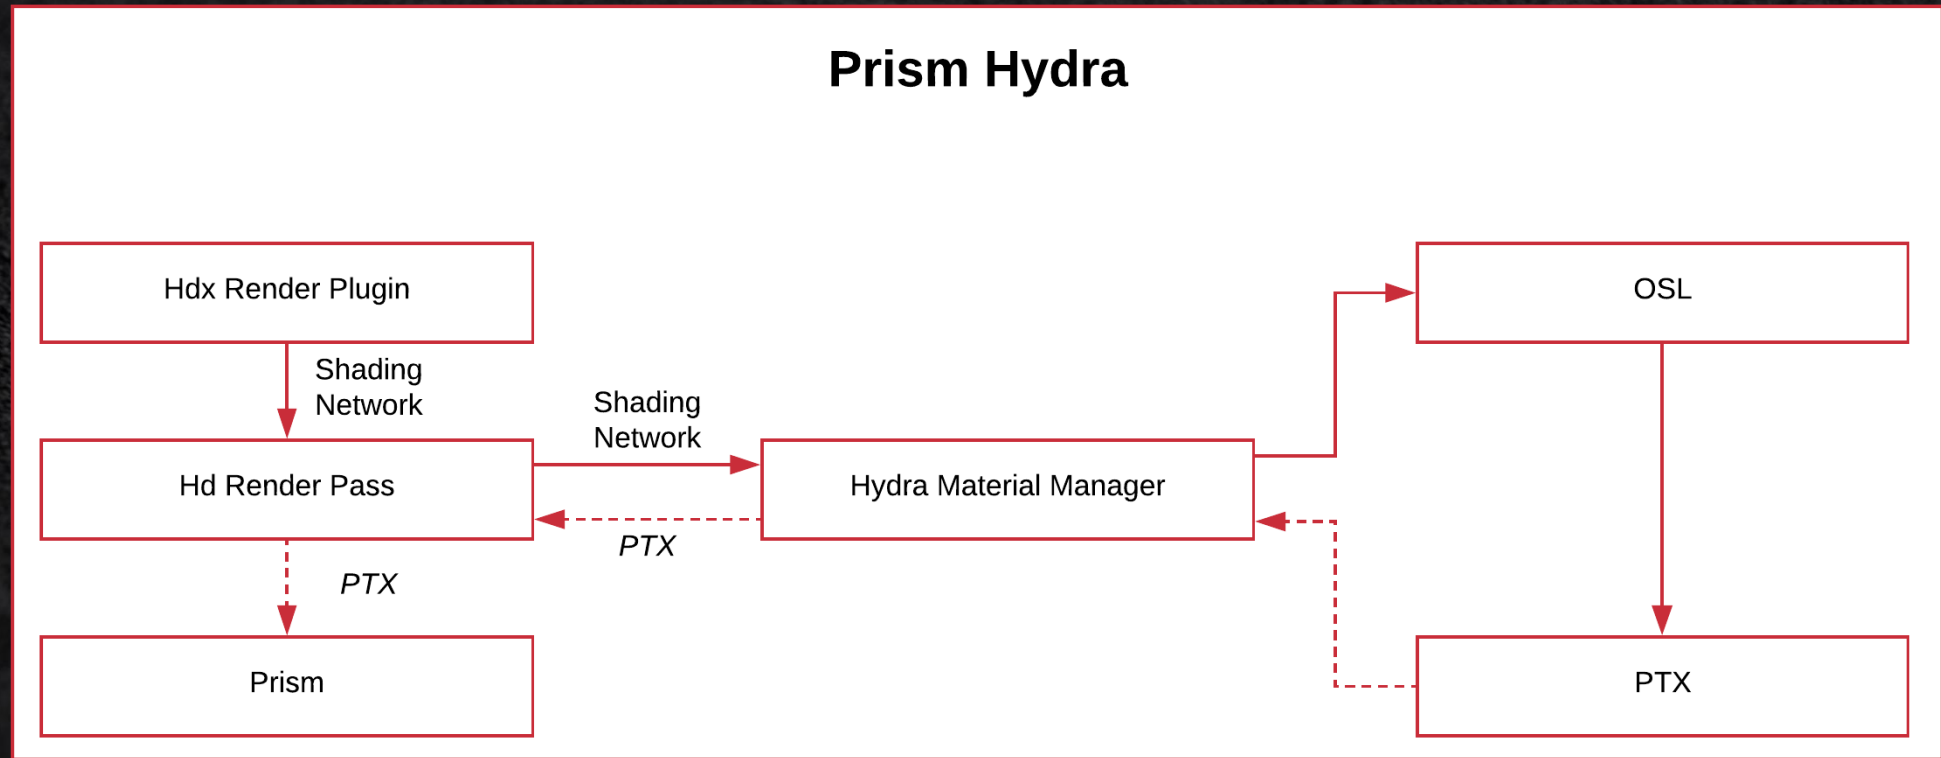 Prism Hydra
Hdx Render Plugin
OSL
Shading
Network
Shading
Network
Hd Render Pass
Hydra Material Manager
PTX
PTX
Prism
PTX